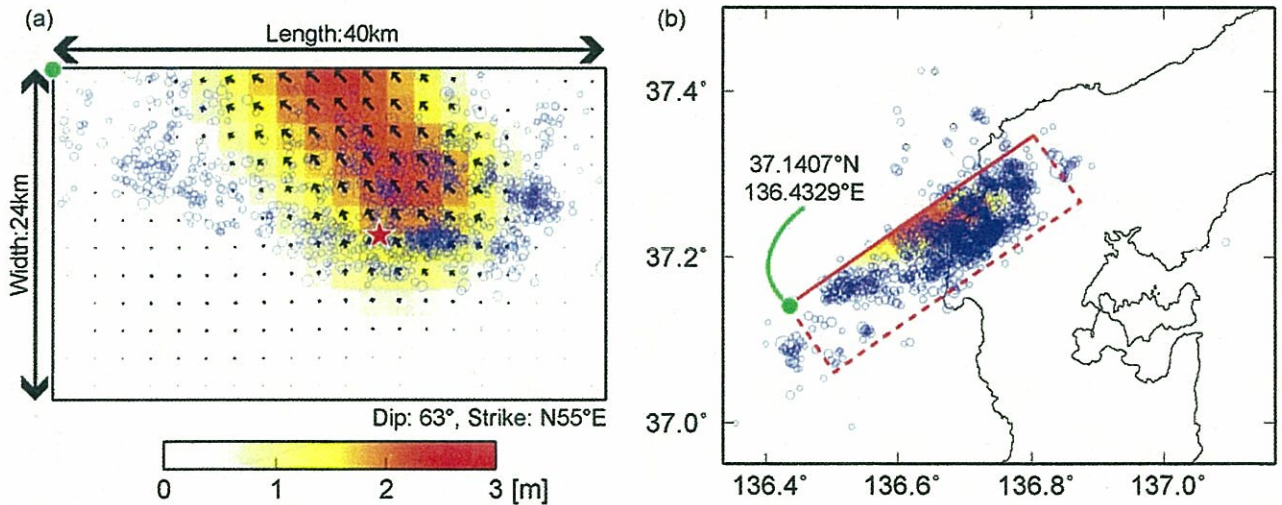 (a)
Length:40km
Width:24km
Dip: 63°, Strike: N55°E
0 1 2 3 [m]
(b)
37.4°
37.2°
37.0°
37.1407°N
136.4329°E
136.4° 136.6° 136.8° 137.0°